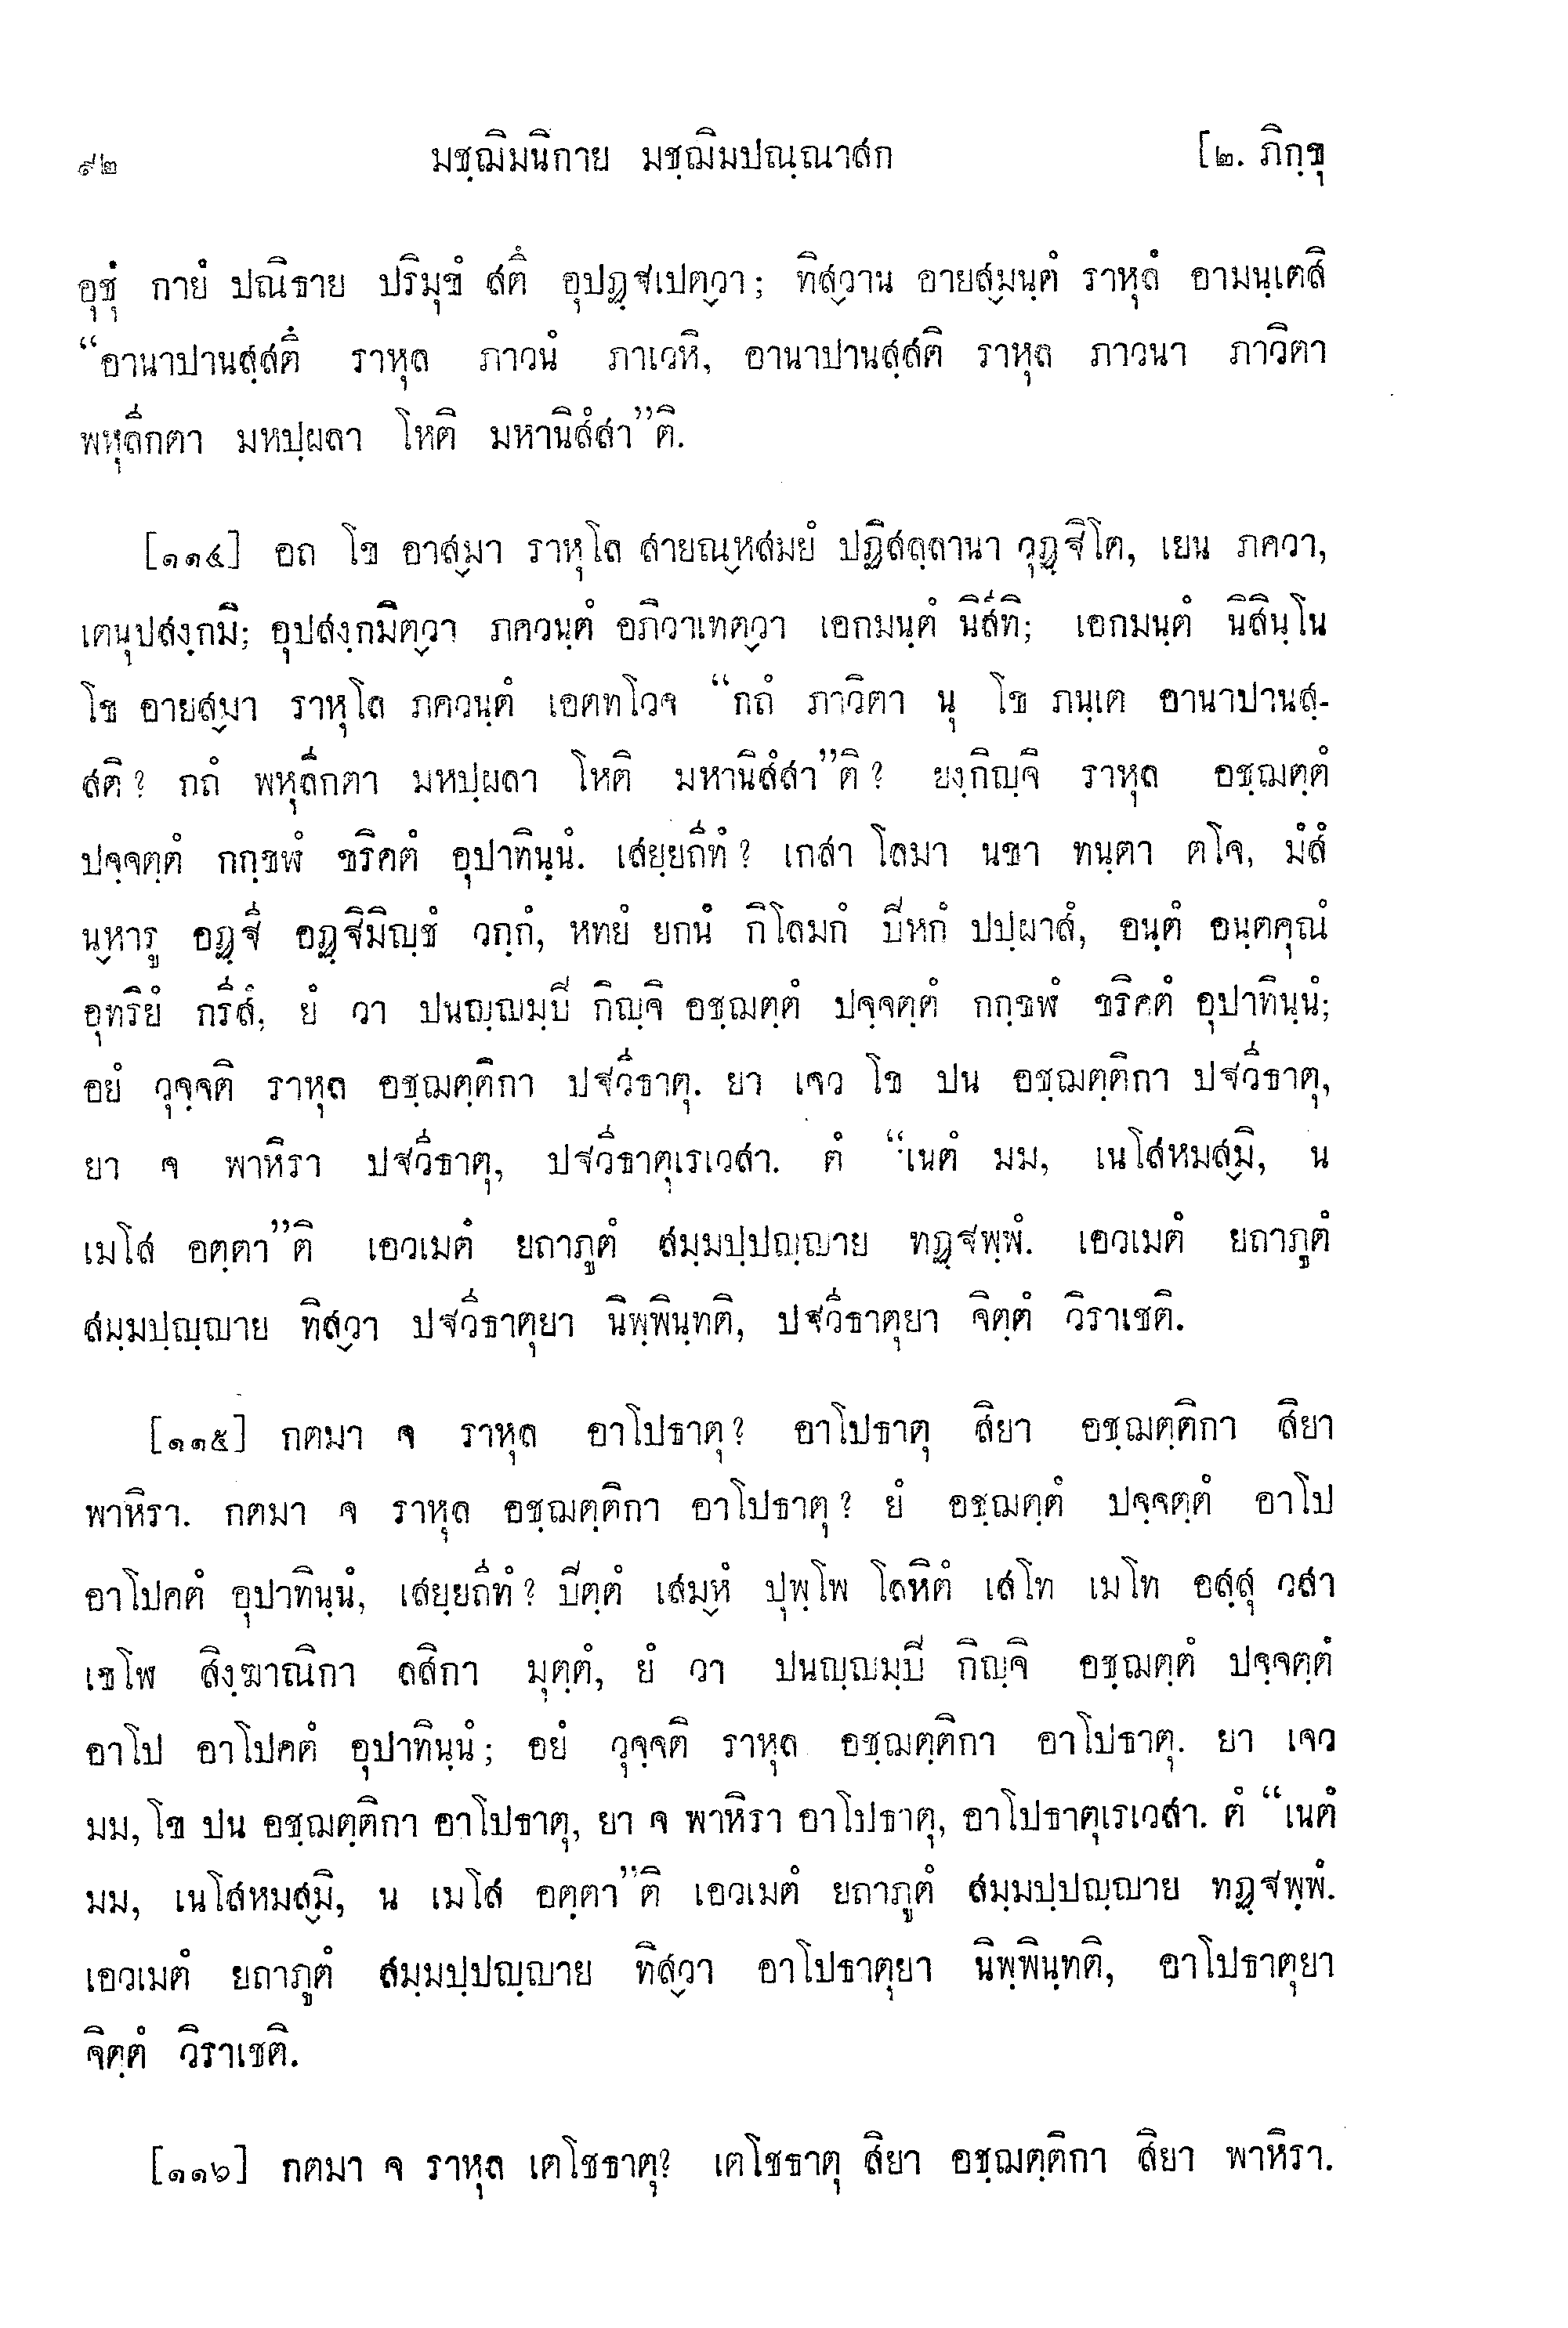 ๙๒ มชฺฌิมนิกาย มชฺฌิมปณฺณาสก [๒. ภิกฺขุ
อุชุํ กายํ ปณิธาย ปริมุขํ สตึ อุปฏฺฐเปตฺวา; ทิสฺวาน อายสฺมนฺตํ ราหุลํ อามนฺเตสิ
“อานาปานสฺสตึ ราหุล ภาวนํ ภาเวหิ, อานาปานสฺสติ ราหุล ภาวนา ภาวิตา
พหุลีกตา มหปฺผลา โหติ มหานิสํสา”ติ.
[๑๑๔] อถ โข อาสฺมา ราหุโล สายณฺหสมยํ ปฏิสลฺลานา วุฏฺฐิโต, เยน ภควา,
เตนุปสงฺกมิ; อุปสงฺกมิตฺวา ภควนฺตํ อภิวาเทตฺวา เอกมนฺตํ นิสีทิ; เอกมนฺตํ นิสินฺโน
โข อายสฺมา ราหุโล ภควนฺตํ เอตทโวจ “กถํ ภาวิตา นุ โข ภนฺเต อานาปานสฺ-
สติ? กถํ พหุลีกตา มหปฺผลา โหติ มหานิสํสา”ติ? ยงฺกิญฺจิ ราหุล อชฺฌตฺตํ
ปจฺจตฺตํ กกฺขฬํ ขริคตํ อุปาทินฺนํ. เสยฺยถีทํ? เกสา โลมา นขา ทนฺตา ตโจ, มํสํ
นฺหารู อฏฺฐี อฏฺฐิมิญฺชํ วกฺกํ, หทยํ ยกนํ กิโลมกํ ปิหกํ ปปฺผาสํ, อนฺตํ อนฺตคุณํ
อุทริยํ กรีสํ, ยํ วา ปนญฺญมฺปิ กิญฺจิ อชฺฌตฺตํ ปจฺจตฺตํ กกฺขฬํ ขริคตํ อุปาทินฺนํ;
อยํ วุจฺจติ ราหุล อชฺฌตฺติกา ปฐวีธาตุ. ยา เจว โข ปน อชฺฌตฺติกา ปฐวีธาตุ,
ยา จ พาหิรา ปฐวีธาตุ, ปฐวีธาตุเรเวสา. ตํ “เนตํ มม, เนโสหมสฺมิ, น
เมโส อตฺตา”ติ เอวเมตํ ยถาภูตํ สมฺมปฺปญฺญาย ทฏฺฐพฺพํ. เอวเมตํ ยถาภูตํ
สมฺมปฺญฺญาย ทิสฺวา ปฐวีธาตุยา นิพฺพินฺทติ, ปฐวีธาตุยา จิตฺตํ วิราเชติ.
[๑๑๕] กตมา จ ราหุล อาโปธาตุ? อาโปธาตุ สิยา อชฺฌตฺติกา สิยา
พาหิรา. กตมา จ ราหุล อชฺฌตฺติกา อาโปธาตุ? ยํ อชฺฌตฺตํ ปจฺจตฺตํ อาโป
อาโปคตํ อุปาทินฺนํ, เสยฺยถีทํ? ปิตฺตํ เสมฺหํ ปุพฺโพ โลหิตํ เสโท เมโท อสฺสุ วสา
เขโฬ สิงฺฆาณิกา ลสิกา มุตฺตํ, ยํ วา ปนญฺญมฺปิ กิญฺจิ อชฺฌตฺตํ ปจฺจตฺตํ
อาโป อาโปคตํ อุปาทินฺนํ; อยํ วุจฺจติ ราหุล อชฺฌตฺติกา อาโปธาตุ. ยา เจว
มม, โข ปน อชฺฌตฺติกา อาโปธาตุ, ยา จ พาหิรา อาโปธาตุ, อาโปธาตุเรเวสา. ตํ “เนตํ
มม, เนโสหมสฺมิ, น เมโส อตฺตา”ติ เอวเมตํ ยถาภูตํ สมฺมปฺปญฺญาย ทฏฺฐพฺพํ.
เอวเมตํ ยถาภูตํ สมฺมปฺปญฺญาย ทิสฺวา อาโปธาตุยา นิพฺพินฺทติ, อาโปธาตุยา
จิตฺตํ วิราเชติ.
[๑๑๖] กตมา จ ราหุล เตโชธาตุ? เตโชธาตุ สิยา อชฺฌตฺติกา สิยา พาหิรา.